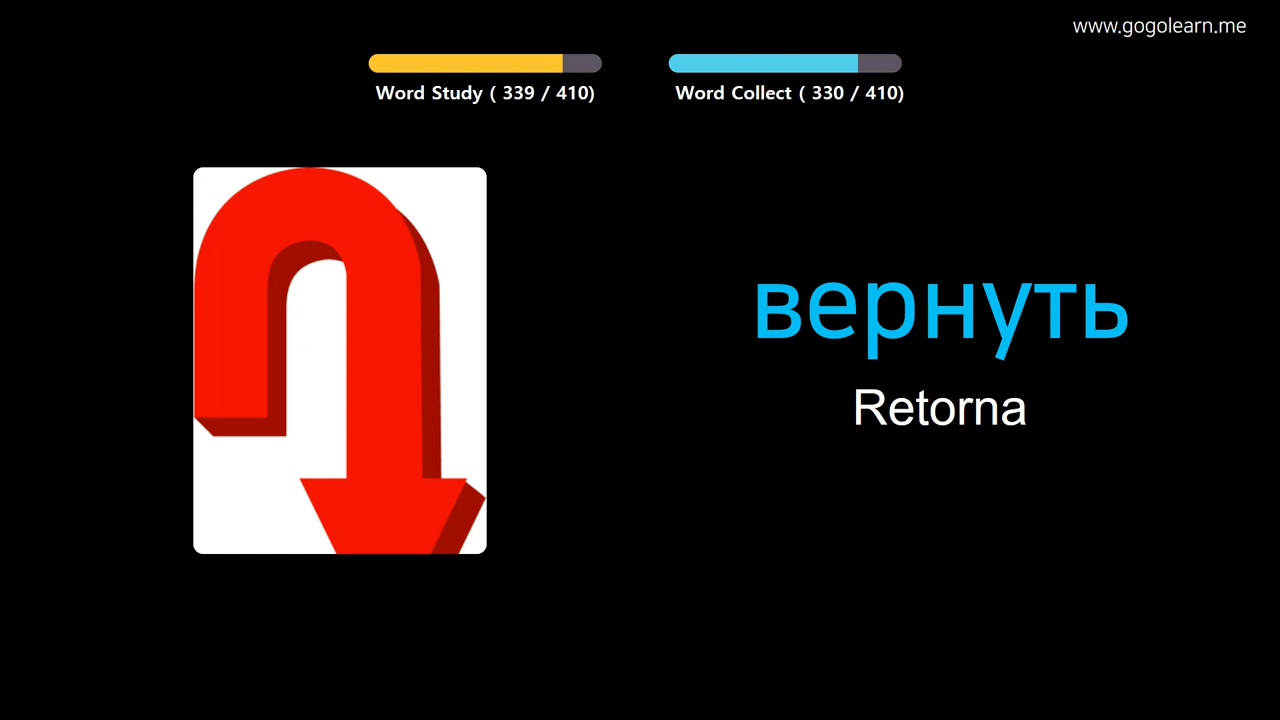 www.gogolearn.me
Word Study ( 339 / 410)
Word Collect ( 330 / 410)
вернуть
Retorna